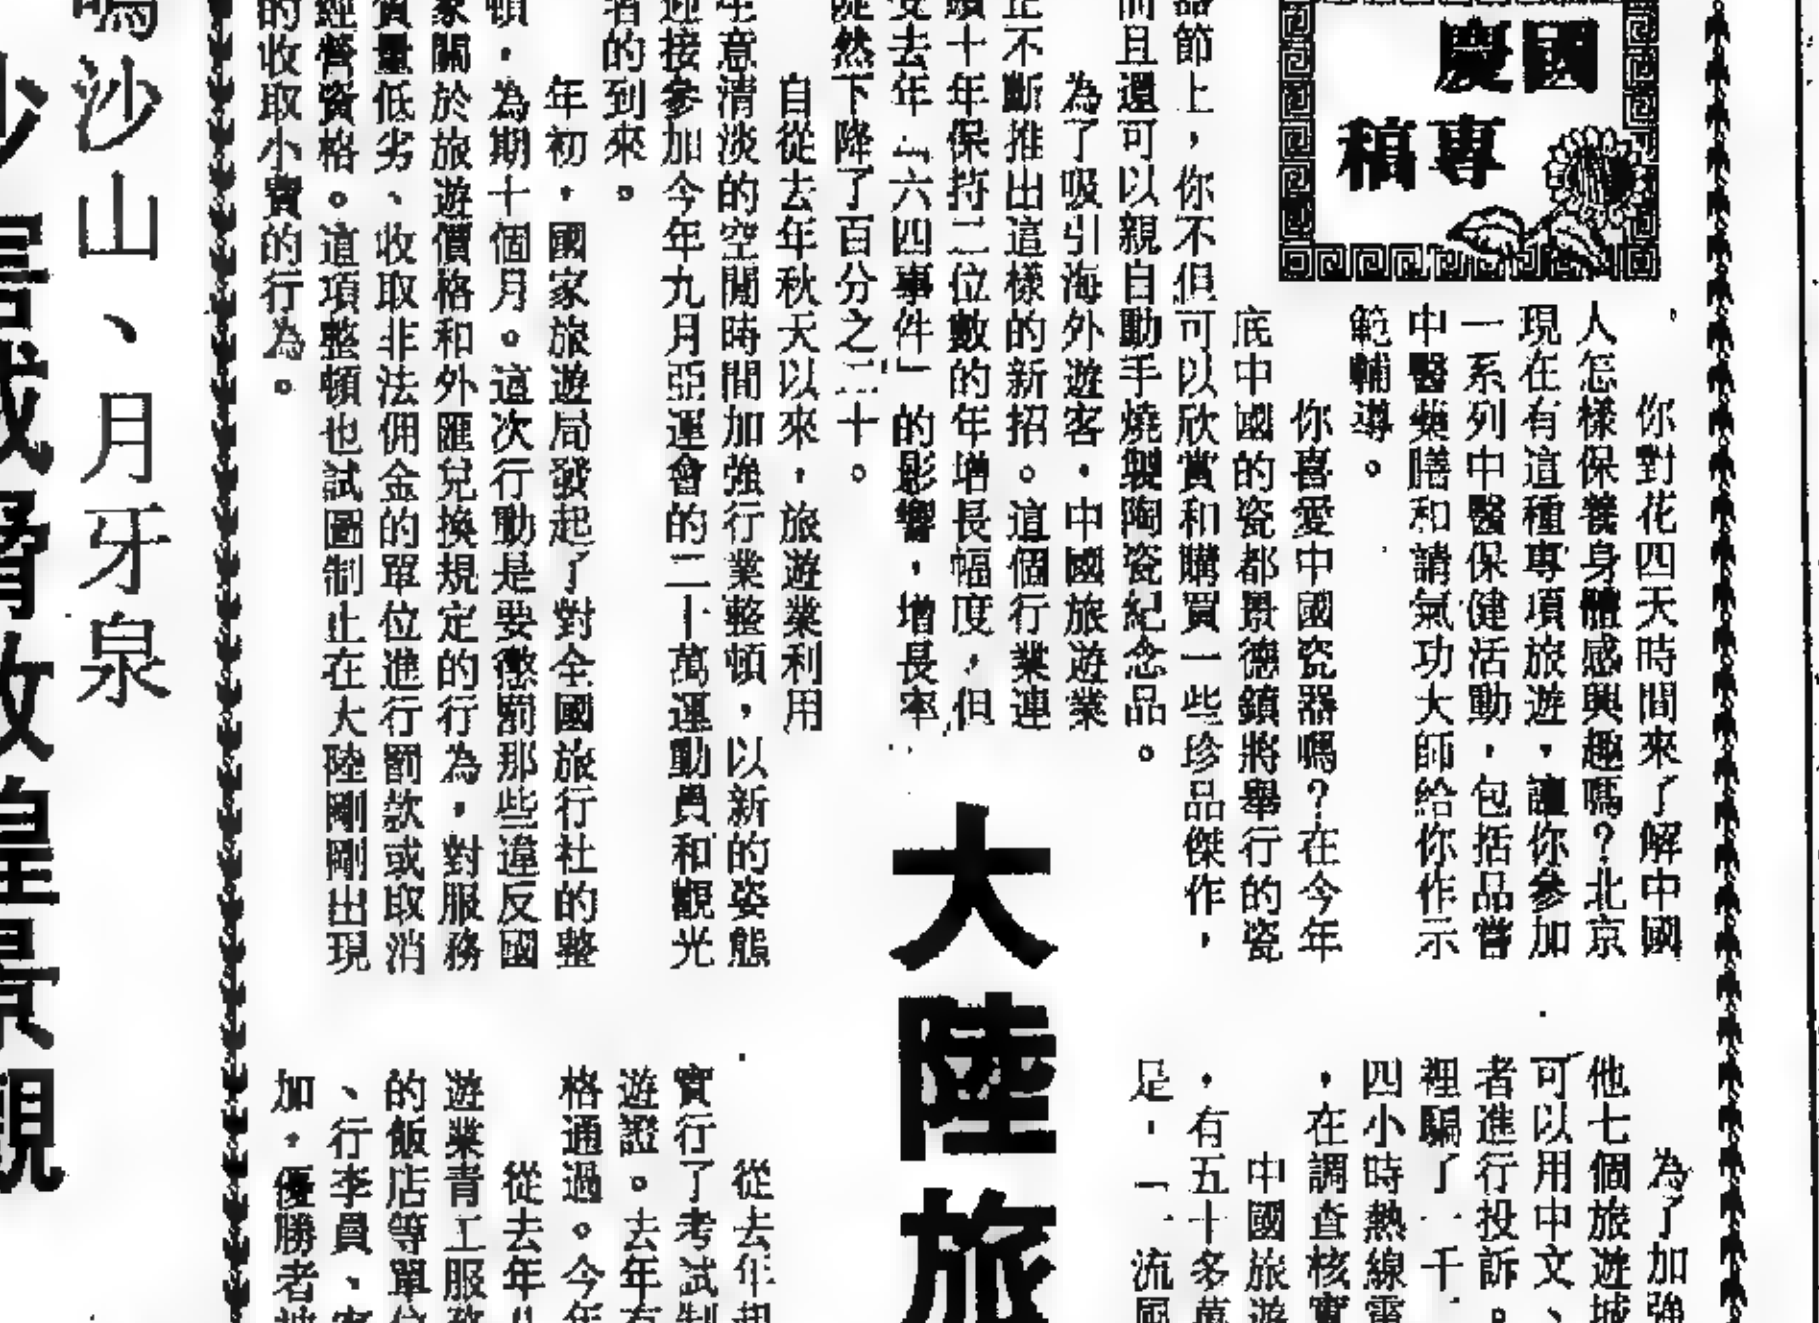 國慶
專稿
你對花四天時間來了解中國
人怎樣保養身體感興趣嗎？北京
現在有這種專項旅遊，讓你參加
一系列中醫保健活動，包括品嘗
中醫藥膳和請氣功大師給你作示
範輔導。
你喜愛中國瓷器嗎？在今年
底中國的瓷都景德鎮將舉行的瓷
器節上，你不但可以欣賞和購買一些珍品傑作，
而且還可以親自動手燒製陶瓷紀念品。
為了吸引海外遊客，中國旅遊業
正不斷推出這樣的新招。這個行業連
續十年保持二位數的年增長幅度，但
受去年「六四事件」的影響，增長率
陡然下降了百分之二十。
自從去年秋天以來，旅遊業利用
生意清淡的空閒時間加強行業整頓，以新的姿態
迎接參加今年九月亞運會的二十萬運動員和觀光
者的到來。
年初，國家旅遊局發起了對全國旅行社的整
頓，為期十個月。這次行動是要懲罰那些違反國
家關於旅遊價格和外匯兌換規定的行為，對服務
質量低劣、收取非法佣金的單位進行罰款或取消
經營資格。這項整頓也試圖制止在大陸剛剛出現
的收取小費的行為。
大陸旅
為了加強
他七個旅遊城
可以用中文、
者進行投訴。
裡騙了一千
四小時熱線電
，在調查核實
中國旅遊
，有五十多萬
足，一流風
從去年起
實行了考試制
遊證。去年有
格通過。今年
從去年八
遊業青工服務
的飯店等單位
、行李員、客
加，優勝者被
鳴沙山、月牙泉
敦煌景觀